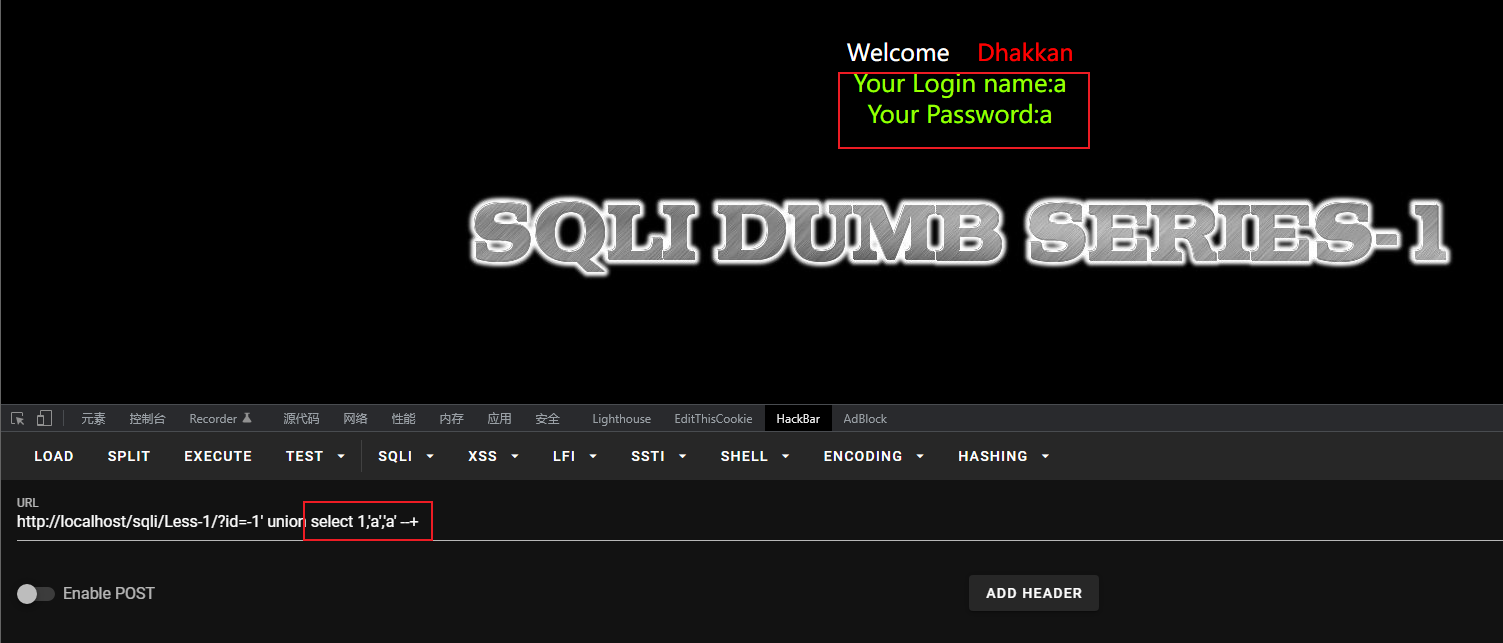 Welcome Dhakkan
Your Login name:a
Your Password:a
SQLI DUMB SERIES-1
元素 控制台 Recorder 源代码 网络 性能 内存 应用 安全 Lighthouse EditThisCookie HackBar AdBlock
LOAD SPLIT EXECUTE TEST SQLI XSS LFI SSTI SHELL ENCODING HASHING
URL
http://localhost/sqli/Less-1/?id=-1' union select 1,'a','a' --+
Enable POST
ADD HEADER